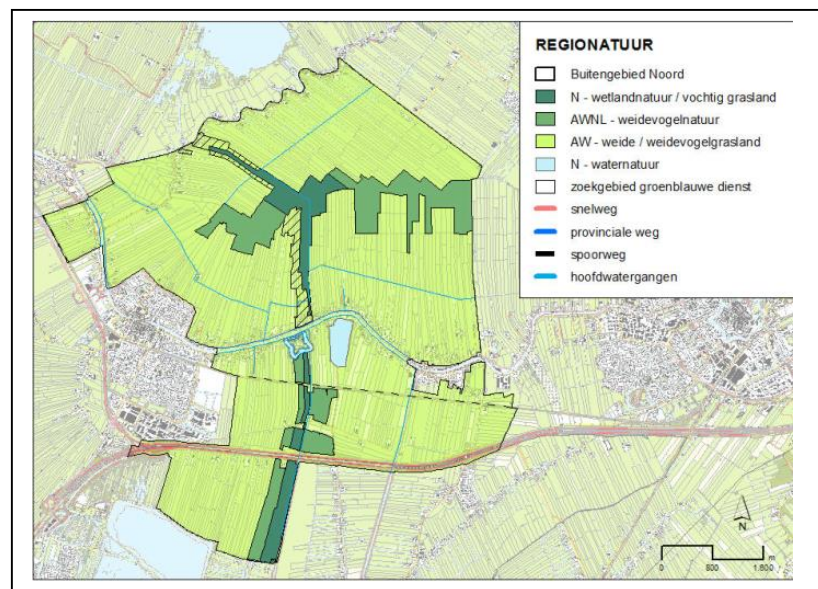 REGIONATUUR
Buitengebied Noord
N - wetlandnatuur / vochtig grasland
AWNL - weidevogelnatuur
AW - weide / weidevogelgrasland
N - waternatuur
zoekgebied groenblauwe dienst
snelweg
provinciale weg
spoorweg
hoofdwatergangen
N
m
0 800 1.600